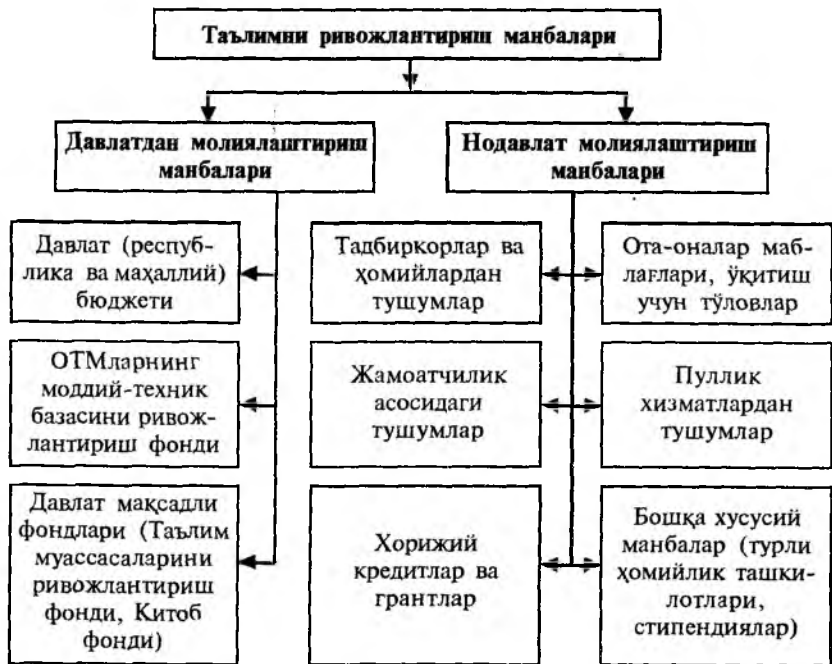 Таълимни ривожлантириш манбалари
Давлатдан молиялаштириш
манбалари
Нодавлат молиялаштириш
манбалари
Давлат (респуб-
лика ва маҳаллий)
бюджети
ОТМларнинг
моддий-техник
базасини ривож-
лантириш фонди
Давлат мақсадли
фондлари (Таълим
муассасаларини
ривожлантириш
фонди, Китоб
фонди)
Тадбиркорлар ва
ҳомийлардан
тушумлар
Жамоатчилик
асосидаги
тушумлар
Хорижий
кредитлар ва
грантлар
Ота-оналар маб-
лағлари, ўқитиш
учун тўловлар
Пуллик
хизматлардан
тушумлар
Бошқа хусусий
манбалар (турли
ҳомийлик ташки-
лотлари,
стипендиялар)